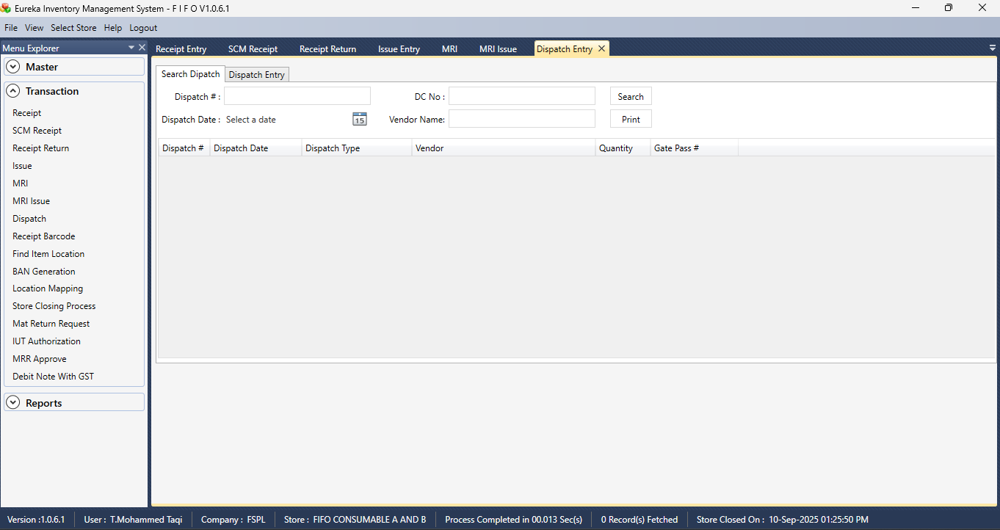 Eureka Inventory Management System - F I F O V1.0.6.1
File View Select Store Help Logout
Menu Explorer
Receipt Entry SCM Receipt Receipt Return Issue Entry MRI MRI Issue Dispatch Entry
Master
Transaction
Receipt
SCM Receipt
Receipt Return
Issue
MRI
MRI Issue
Dispatch
Receipt Barcode
Find Item Location
BAN Generation
Location Mapping
Store Closing Process
Mat Return Request
IUT Authorization
MRR Approve
Debit Note With GST
Reports
Search Dipatch Dispatch Entry
Dispatch # : DC No : Search
Dispatch Date : Select a date 15 Vendor Name: Print
Dispatch # Dispatch Date Dispatch Type Vendor Quantity Gate Pass #
Version :1.0.6.1 User : T.Mohammed Taqi Company : FSPL Store : FIFO CONSUMABLE A AND B Process Completed in 00.013 Sec(s) 0 Record(s) Fetched Store Closed On : 10-Sep-2025 01:25:50 PM